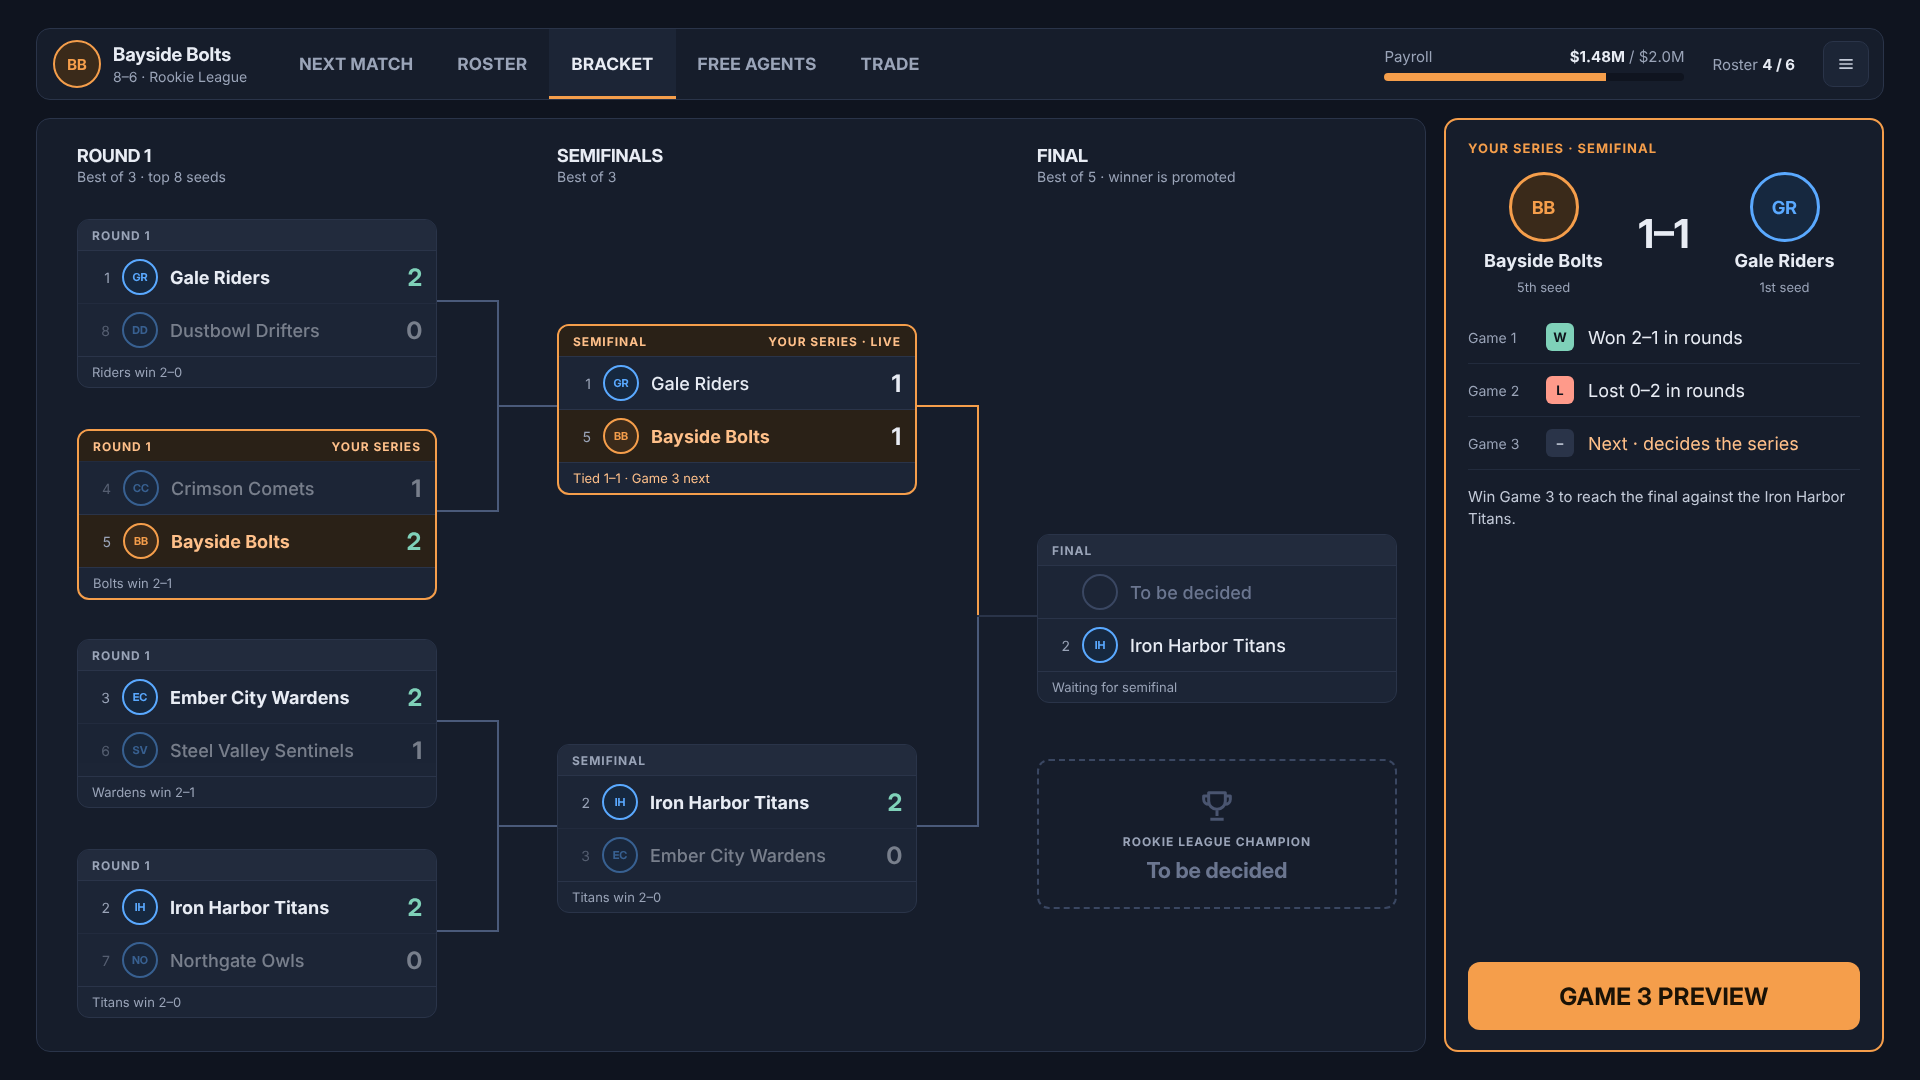 BB
Bayside Bolts
8–6 · Rookie League
NEXT MATCH
ROSTER
BRACKET
FREE AGENTS
TRADE
Payroll
$1.48M / $2.0M
Roster 4 / 6
ROUND 1
Best of 3 · top 8 seeds
ROUND 1
1 GR Gale Riders 2
8 DD Dustbowl Drifters 0
Riders win 2–0
ROUND 1 YOUR SERIES
4 CC Crimson Comets 1
5 BB Bayside Bolts 2
Bolts win 2–1
ROUND 1
3 EC Ember City Wardens 2
6 SV Steel Valley Sentinels 1
Wardens win 2–1
ROUND 1
2 IH Iron Harbor Titans 2
7 NO Northgate Owls 0
Titans win 2–0
SEMIFINALS
Best of 3
SEMIFINAL YOUR SERIES · LIVE
1 GR Gale Riders 1
5 BB Bayside Bolts 1
Tied 1–1 · Game 3 next
SEMIFINAL
2 IH Iron Harbor Titans 2
3 EC Ember City Wardens 0
Titans win 2–0
FINAL
Best of 5 · winner is promoted
FINAL
To be decided
2 IH Iron Harbor Titans
Waiting for semifinal
ROOKIE LEAGUE CHAMPION
To be decided
YOUR SERIES · SEMIFINAL
BB
Bayside Bolts
5th seed
1–1
GR
Gale Riders
1st seed
Game 1 W Won 2–1 in rounds
Game 2 L Lost 0–2 in rounds
Game 3 – Next · decides the series
Win Game 3 to reach the final against the Iron Harbor
Titans.
GAME 3 PREVIEW